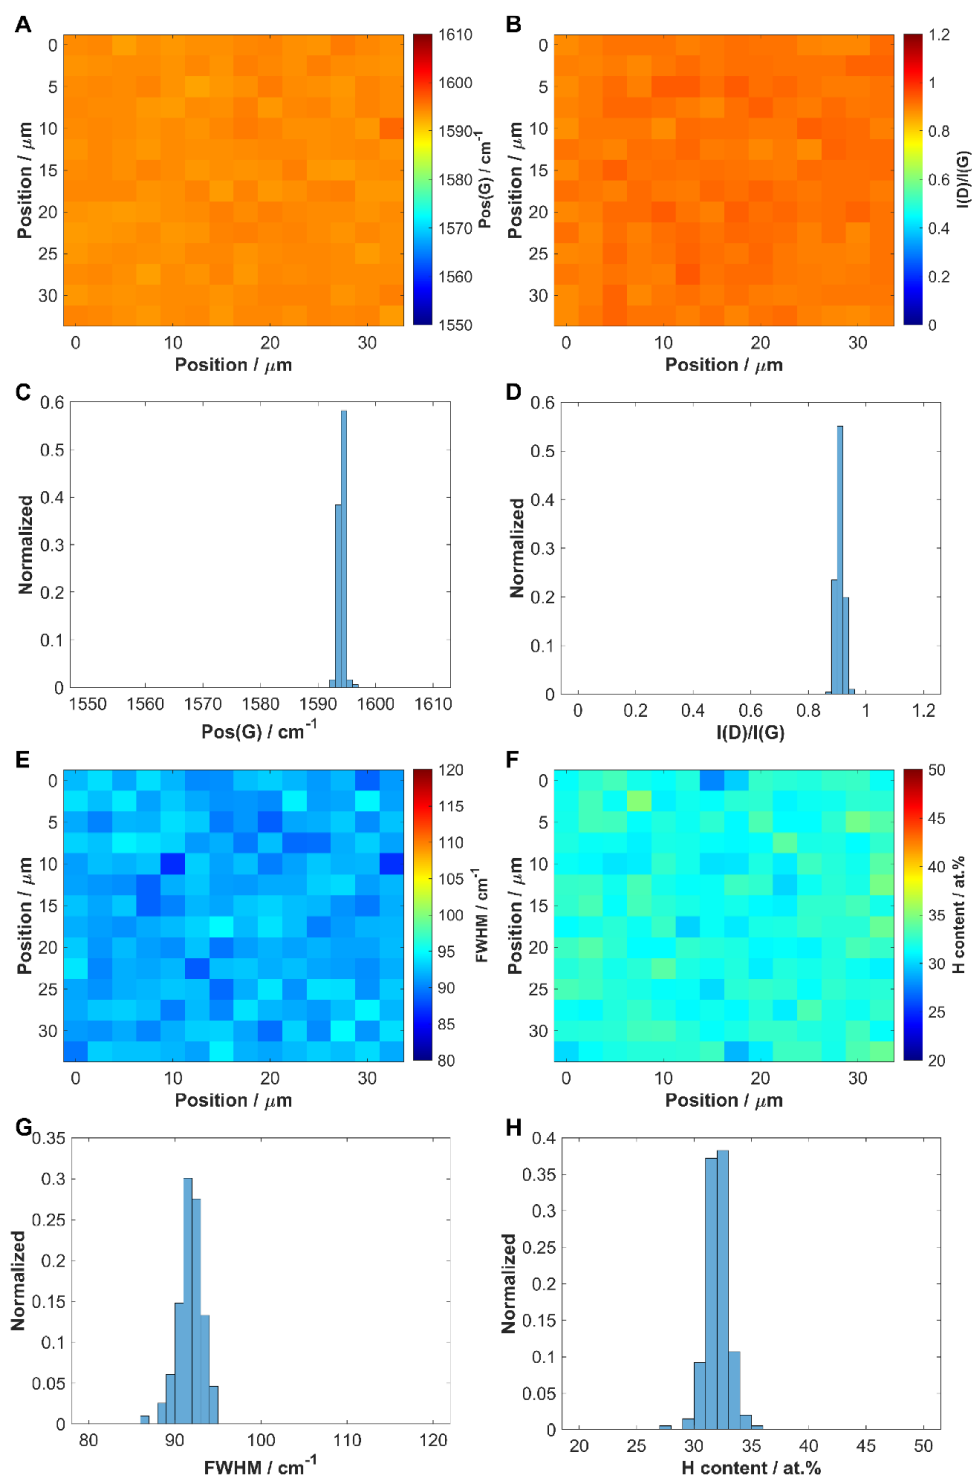 A
B
0
5
10
15
20
25
30
Position / μm
0 10 20 30
Position / μm
1610
1600
1590
1580
1570
1560
1550
Pos(G) / cm-1
0
5
10
15
20
25
30
Position / μm
0 10 20 30
Position / μm
1.2
1
0.8
0.6
0.4
0.2
0
I(D)/I(G)
C
D
0.6
0.5
0.4
0.3
0.2
0.1
0
Normalized
1550 1560 1570 1580 1590 1600 1610
Pos(G) / cm-1
0.6
0.5
0.4
0.3
0.2
0.1
0
Normalized
0 0.2 0.4 0.6 0.8 1 1.2
I(D)/I(G)
E
F
0
5
10
15
20
25
30
Position / μm
0 10 20 30
Position / μm
120
115
110
105
100
95
90
85
80
FWHM / cm-1
0
5
10
15
20
25
30
Position / μm
0 10 20 30
Position / μm
50
45
40
35
30
25
20
H content / at.%
G
H
0.35
0.3
0.25
0.2
0.15
0.1
0.05
0
Normalized
80 90 100 110 120
FWHM / cm-1
0.4
0.35
0.3
0.25
0.2
0.15
0.1
0.05
0
Normalized
20 25 30 35 40 45 50
H content / at.%